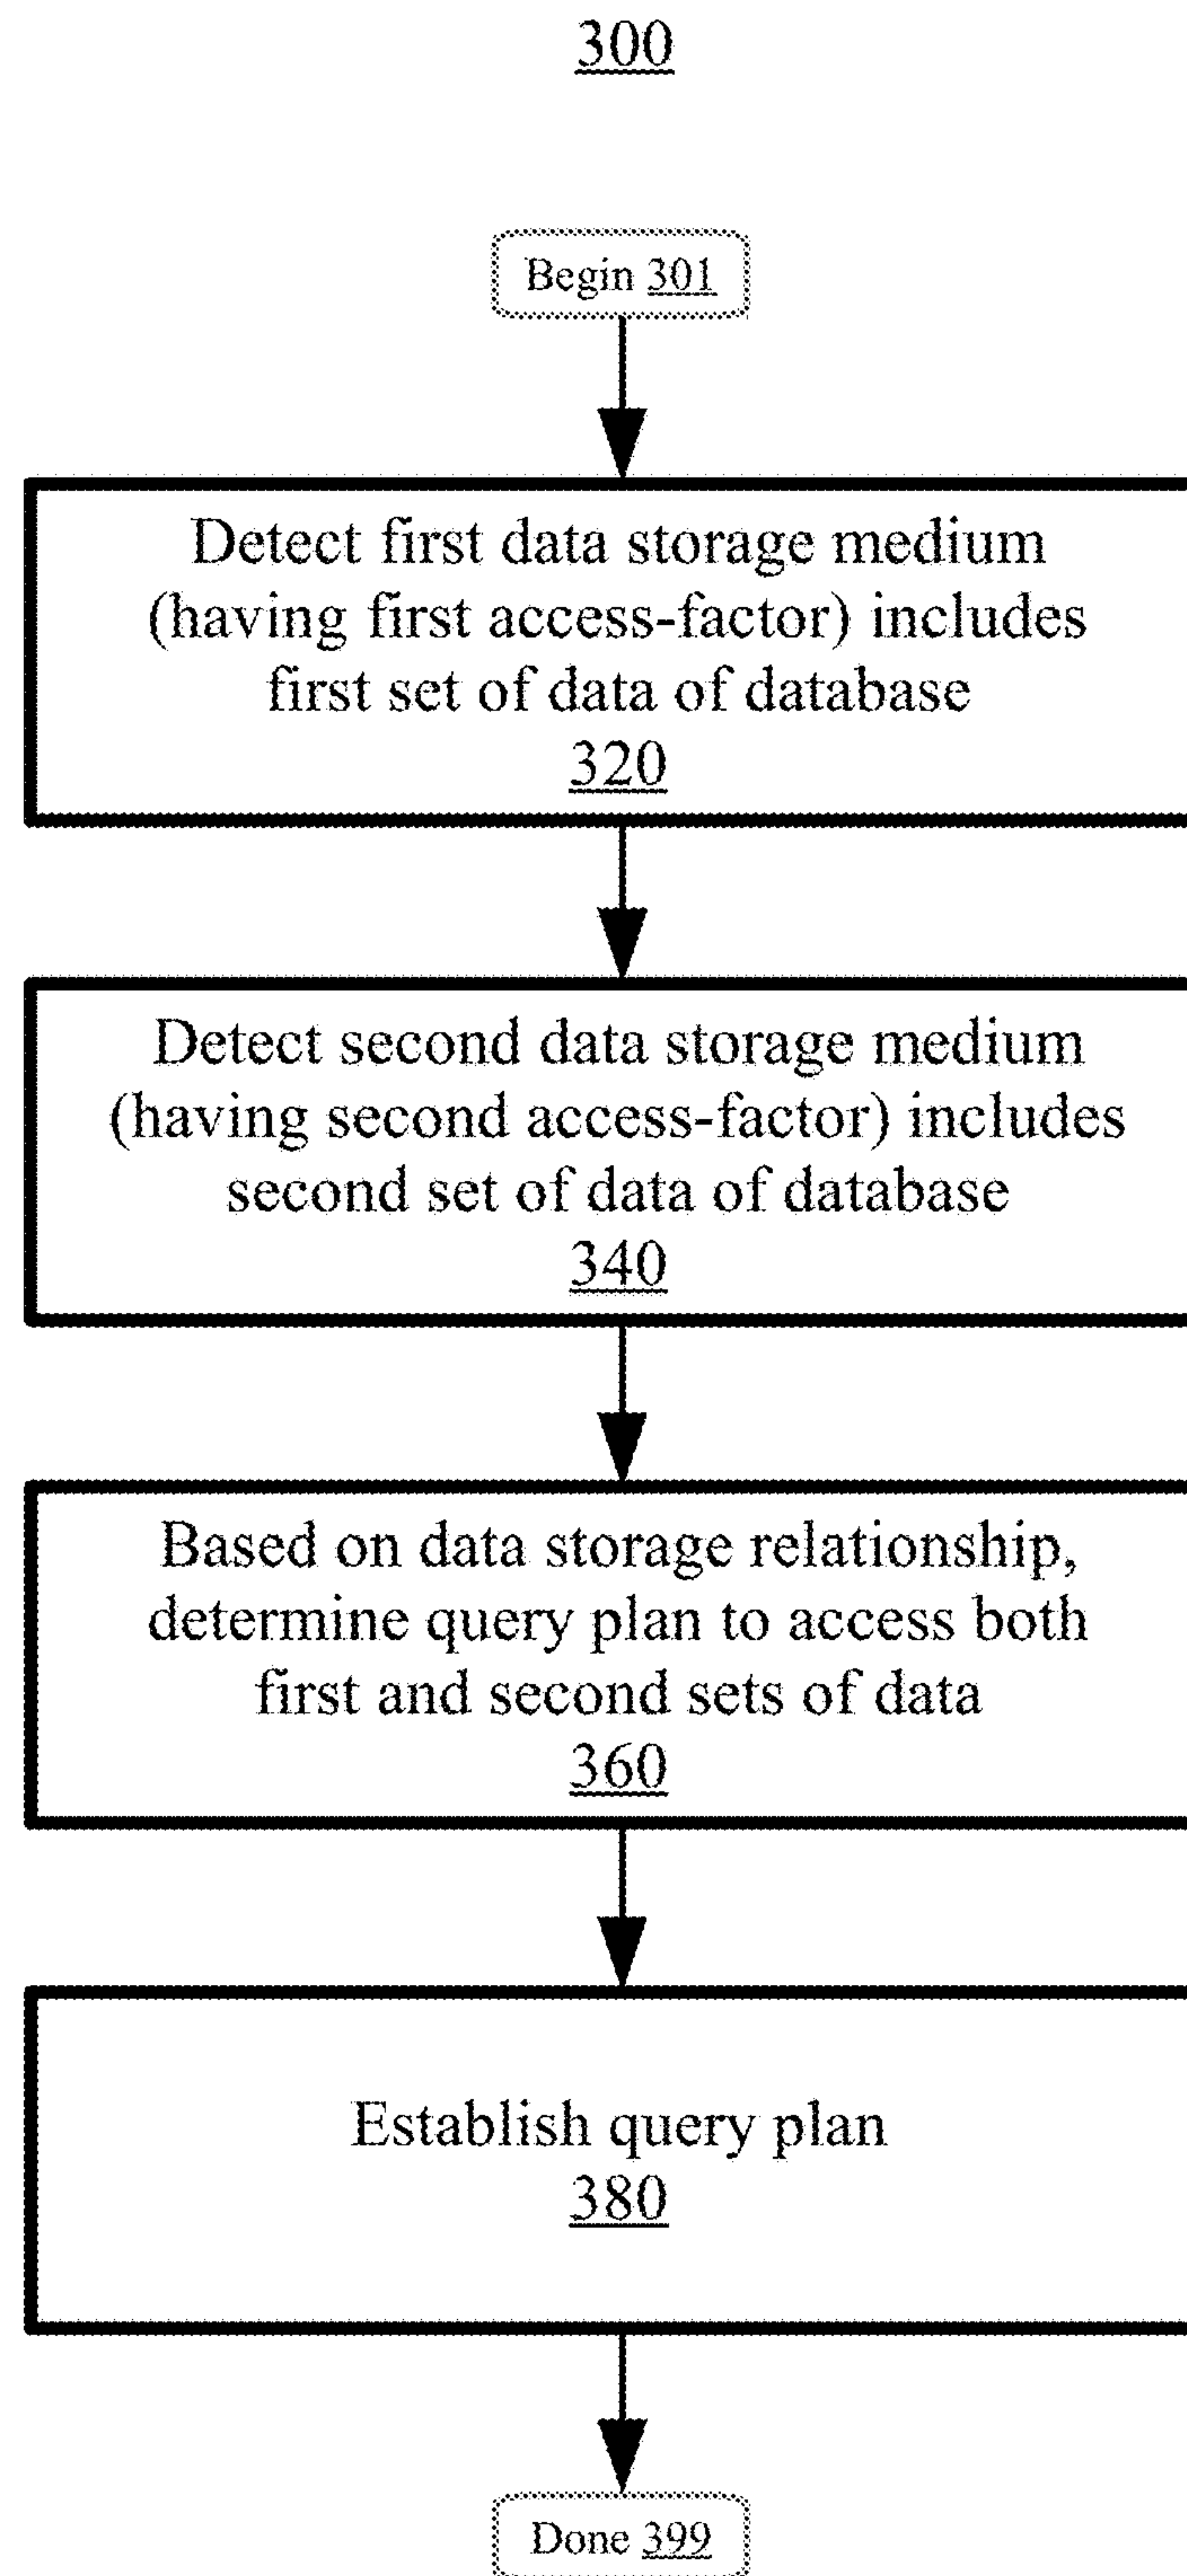 300
Begin 301
Detect first data storage medium
(having first access-factor) includes
first set of data of database
320
Detect second data storage medium
(having second access-factor) includes
second set of data of database
340
Based on data storage relationship,
determine query plan to access both
first and second sets of data
360
Establish query plan
380
Done 399